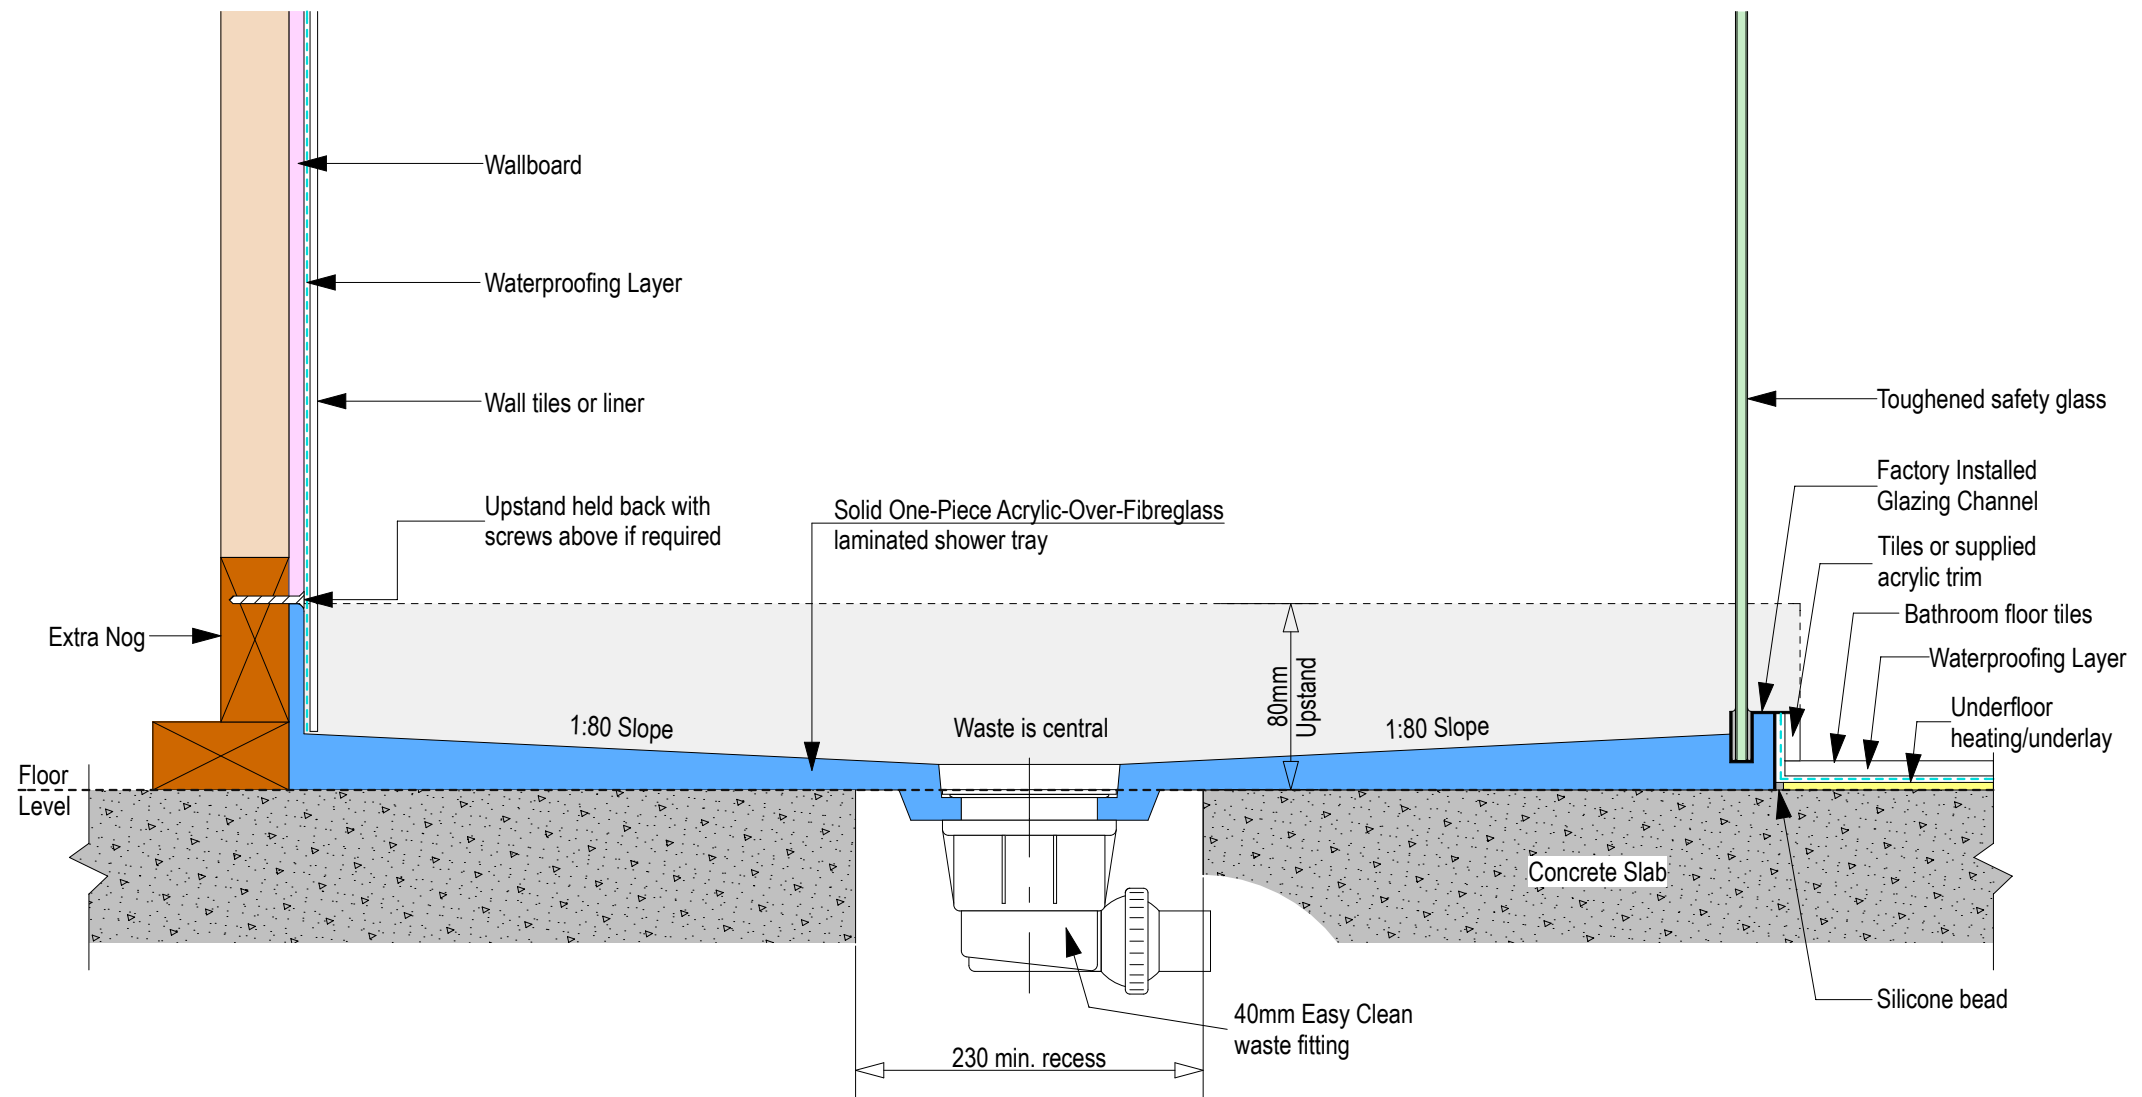 Wallboard
Waterproofing Layer
Wall tiles or liner
Toughened safety glass
Factory Installed
Glazing Channel
Upstand held back with
screws above if required
Solid One-Piece Acrylic-Over-Fibreglass
laminated shower tray
Tiles or supplied
acrylic trim
Bathroom floor tiles
Extra Nog
Waterproofing Layer
80mm
Upstand
1:80 Slope
Waste is central
1:80 Slope
Underfloor
heating/underlay
Floor
Level
Concrete Slab
Silicone bead
40mm Easy Clean
waste fitting
230 min. recess